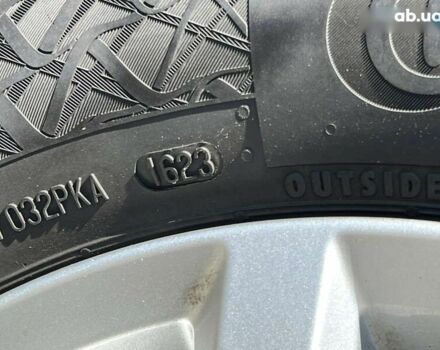 ab.ua
1623
032PKA
OUTSIDE